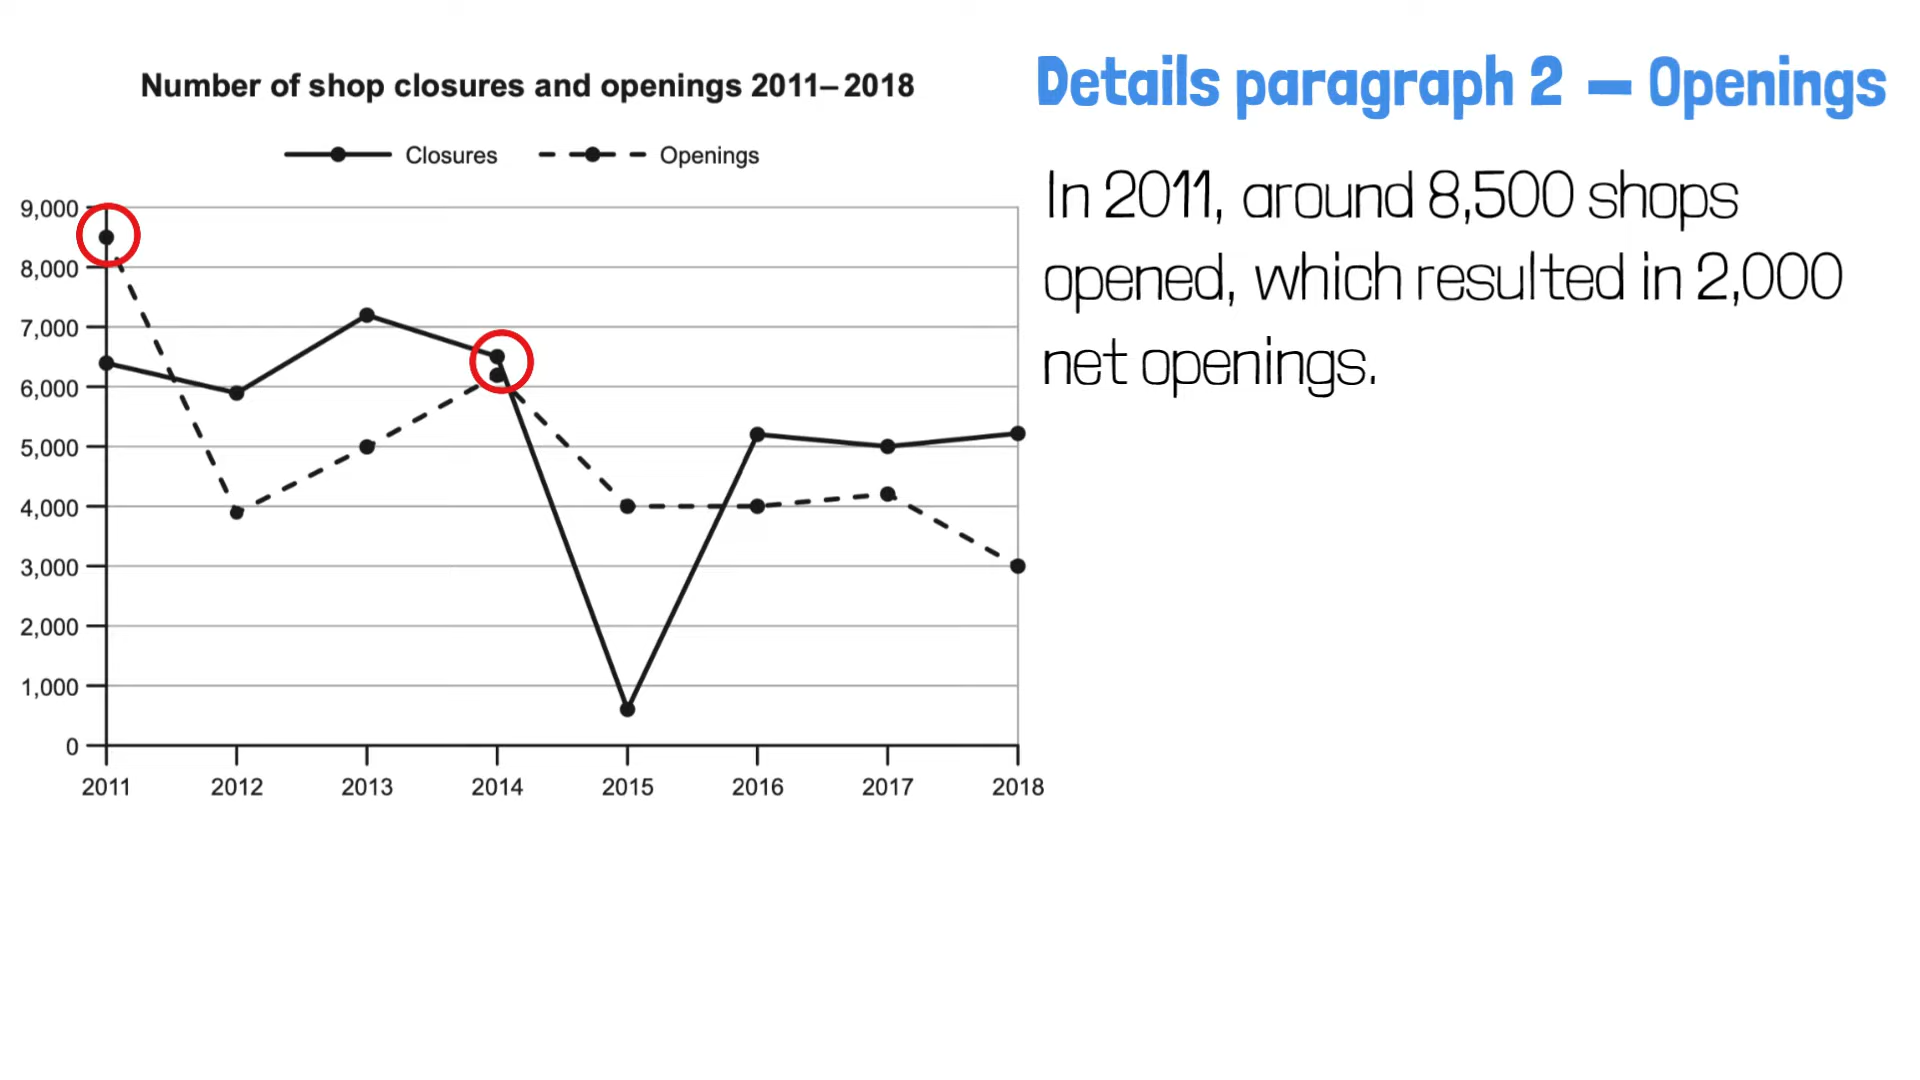 Number of shop closures and openings 2011–2018
Closures
Openings
9,000
8,000
7,000
6,000
5,000
4,000
3,000
2,000
1,000
0
2011
2012
2013
2014
2015
2016
2017
2018
Details paragraph 2 – Openings
In 2011, around 8,500 shops
opened, which resulted in 2,000
net openings.